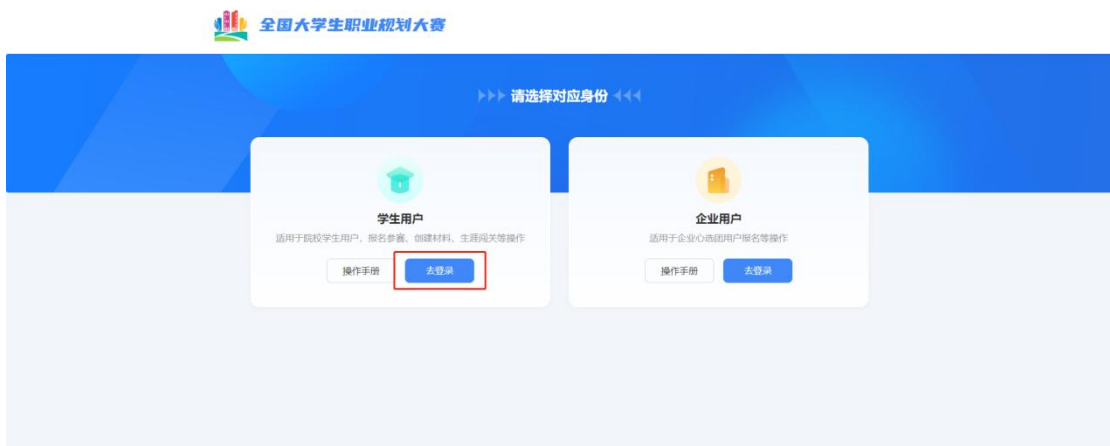 全国大学生职业规划大赛
请选择对应身份
学生用户
适用于院校学生用户，报名参赛、创建材料、生涯闯关等操作
操作手册
去登录
企业用户
适用于企业心选团用户报名等操作
操作手册
去登录